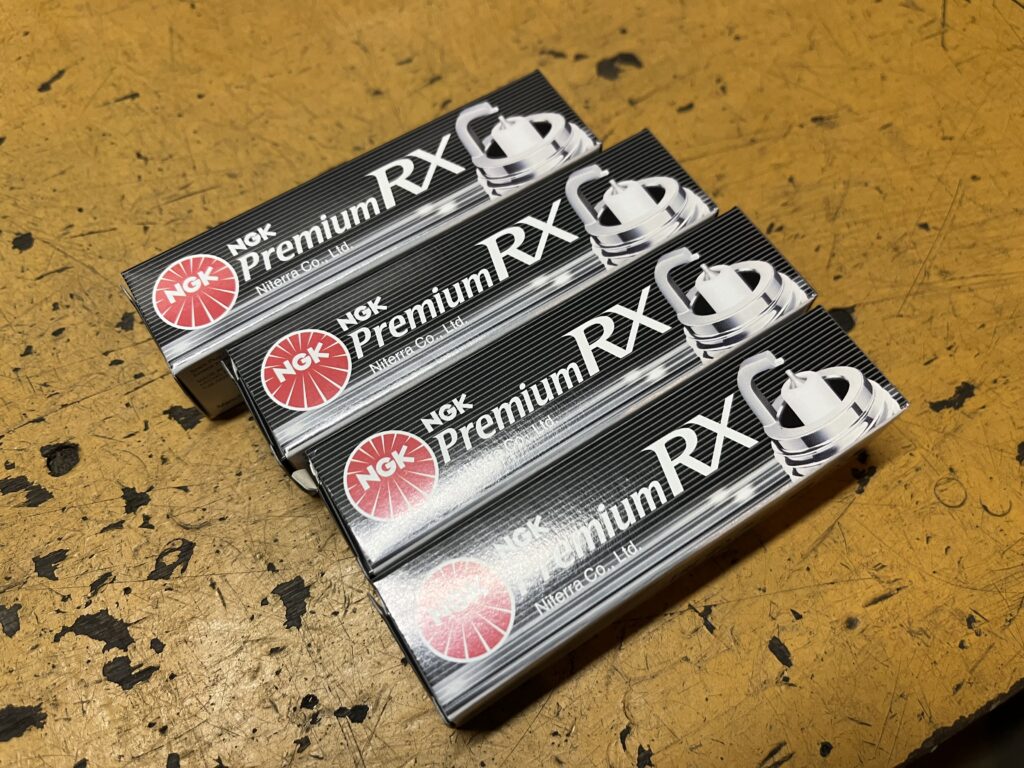 NGK
Premium RX
Niterra Co., Ltd.
NGK
NGK
Premium RX
Niterra Co., Ltd.
NGK
NGK
Premium RX
Niterra Co., Ltd.
NGK
NGK
Premium RX
Niterra Co., Ltd.
NGK